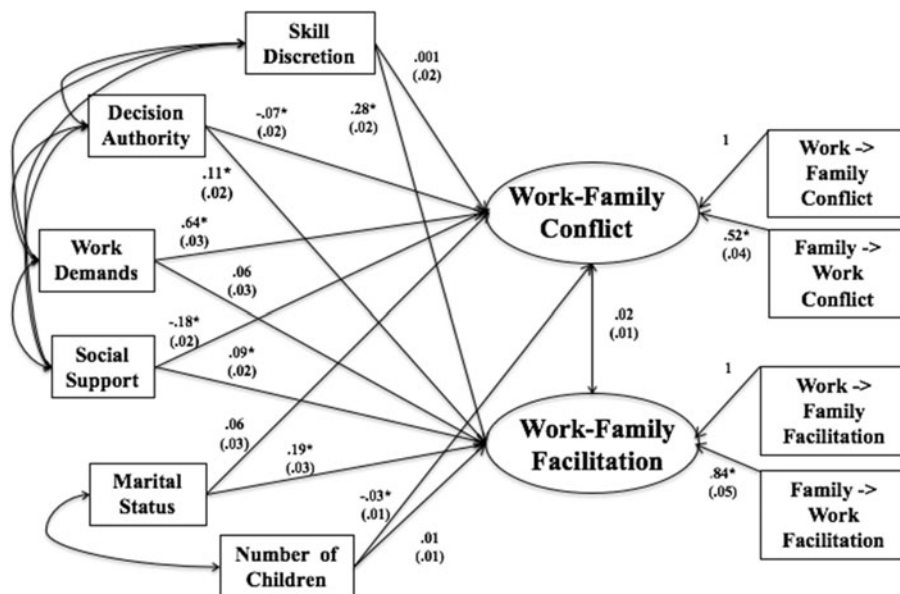 Skill
Discretion
.001
(.02)
.28*
(.02)
Decision
Authority
-.07*
(.02)
.11*
(.02)
Work
Demands
.64*
(.03)
.06
(.03)
Social
Support
-.18*
(.02)
.09*
(.02)
Marital
Status
.06
(.03)
.19*
(.03)
Number of
Children
-.03*
(.01)
.01
(.01)
Work-Family
Conflict
.02
(.01)
Work-Family
Facilitation
1
Work ->
Family
Conflict
.52*
(.04)
Family ->
Work
Conflict
1
Work ->
Family
Facilitation
.84*
(.05)
Family ->
Work
Facilitation